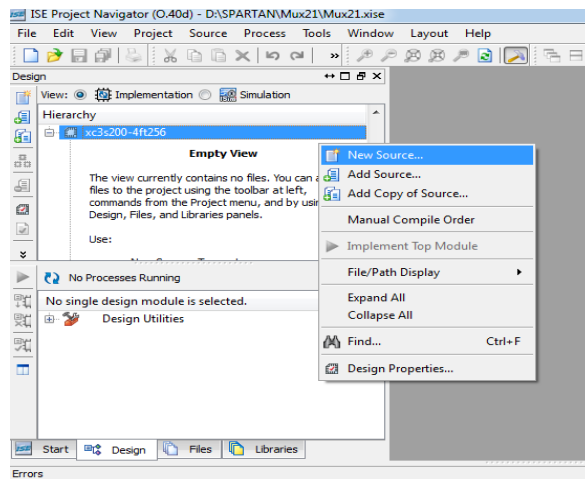 ISE Project Navigator (O.40d) - D:\SPARTAN\Mux21\Mux21.xise
File Edit View Project Source Process Tools Window Layout Help
Design
View: Implementation Simulation
Hierarchy
xc3s200-4ft256
Empty View
The view currently contains no files. You can
files to the project using the toolbar at left,
commands from the Project menu, and by
Design, Files, and Libraries panels.
Use:
New Source...
Add Source...
Add Copy of Source...
Manual Compile Order
Implement Top Module
File/Path Display
Expand All
Collapse All
Find... Ctrl+F
Design Properties...
No Processes Running
No single design module is selected.
Design Utilities
Start Design Files Libraries
Errors